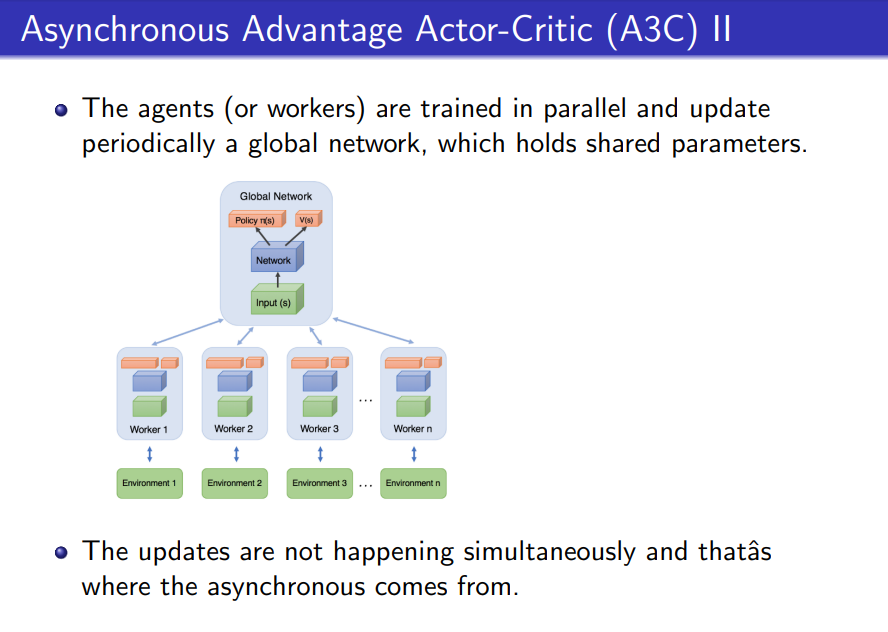 Asynchronous Advantage Actor-Critic (A3C) II
The agents (or workers) are trained in parallel and update
periodically a global network, which holds shared parameters.
Global Network
Policy π(s) V(s)
Network
Input (s)
...
Worker 1 Worker 2 Worker 3 Worker n
Environment 1 Environment 2 Environment 3 ... Environment n
The updates are not happening simultaneously and thatâs
where the asynchronous comes from.